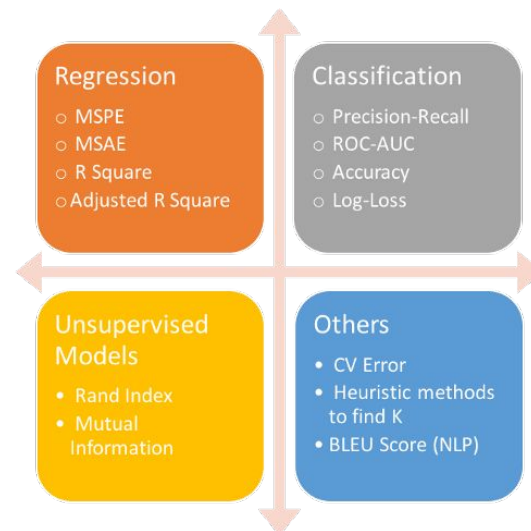 Regression
○ MSPE
○ MSAE
○ R Square
○ Adjusted R Square
Classification
○ Precision-Recall
○ ROC-AUC
○ Accuracy
○ Log-Loss
Unsupervised
Models
• Rand Index
• Mutual
Information
Others
• CV Error
• Heuristic methods
to find K
• BLEU Score (NLP)